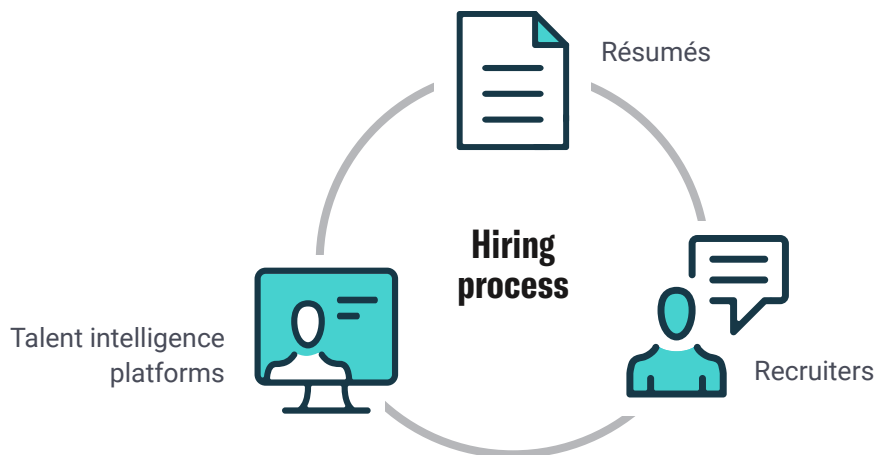 Résumés
Hiring
process
Talent intelligence
platforms
Recruiters